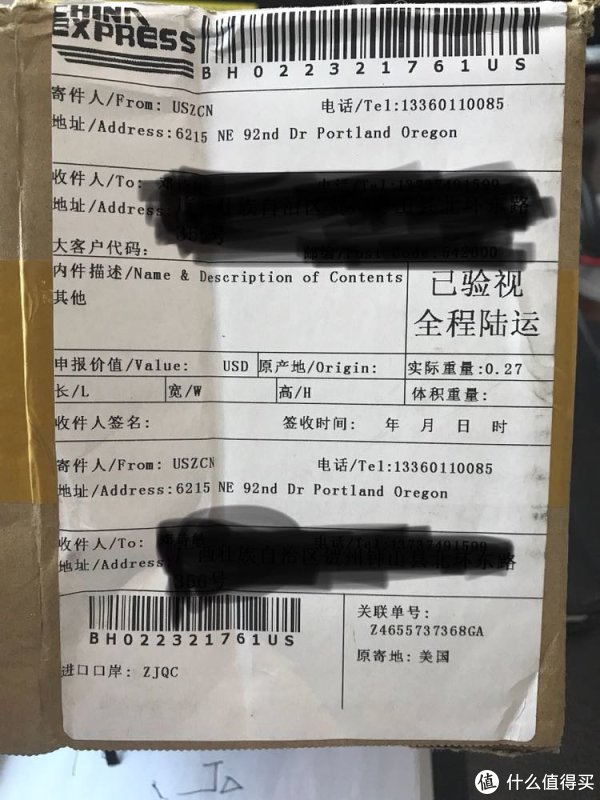 CHINA
EXPRESS
BH022321761US
寄件人/From: USZCN 电话/Tel:13360110085
地址/Address:6215 NE 92nd Dr Portland Oregon
收件人/To:
地址/Address:
大客户代码:
内件描述/Name & Description of Contents
其他
已验视
全程陆运
申报价值/Value: USD 原产地/Origin: 实际重量:0.27
长/L 宽/W 高/H 体积重量:
收件人签名: 签收时间: 年 月 日 时
寄件人/From: USZCN 电话/Tel:13360110085
地址/Address:6215 NE 92nd Dr Portland Oregon
收件人/To:
地址/Address:
BH022321761US
关联单号:
Z4655737368GA
原寄地: 美国
进口口岸: ZJQC
值 什么值得买